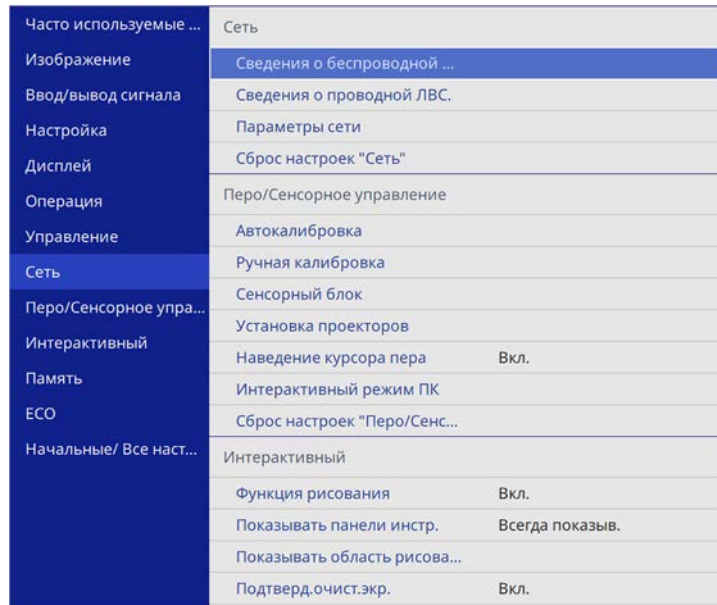 Часто используемые ...
Изображение
Ввод/вывод сигнала
Настройка
Дисплей
Операция
Управление
Сеть
Перо/Сенсорное упра...
Интерактивный
Память
ECO
Начальные/ Все наст...
Сеть
Сведения о беспроводной ...
Сведения о проводной ЛВС.
Параметры сети
Сброс настроек "Сеть"
Перо/Сенсорное управление
Автокалибровка
Ручная калибровка
Сенсорный блок
Установка проекторов
Наведение курсора пера Вкл.
Интерактивный режим ПК
Сброс настроек "Перо/Сенс...
Интерактивный
Функция рисования Вкл.
Показывать панели инстр. Всегда показыв.
Показывать область рисова...
Подтверд.очист.экр. Вкл.